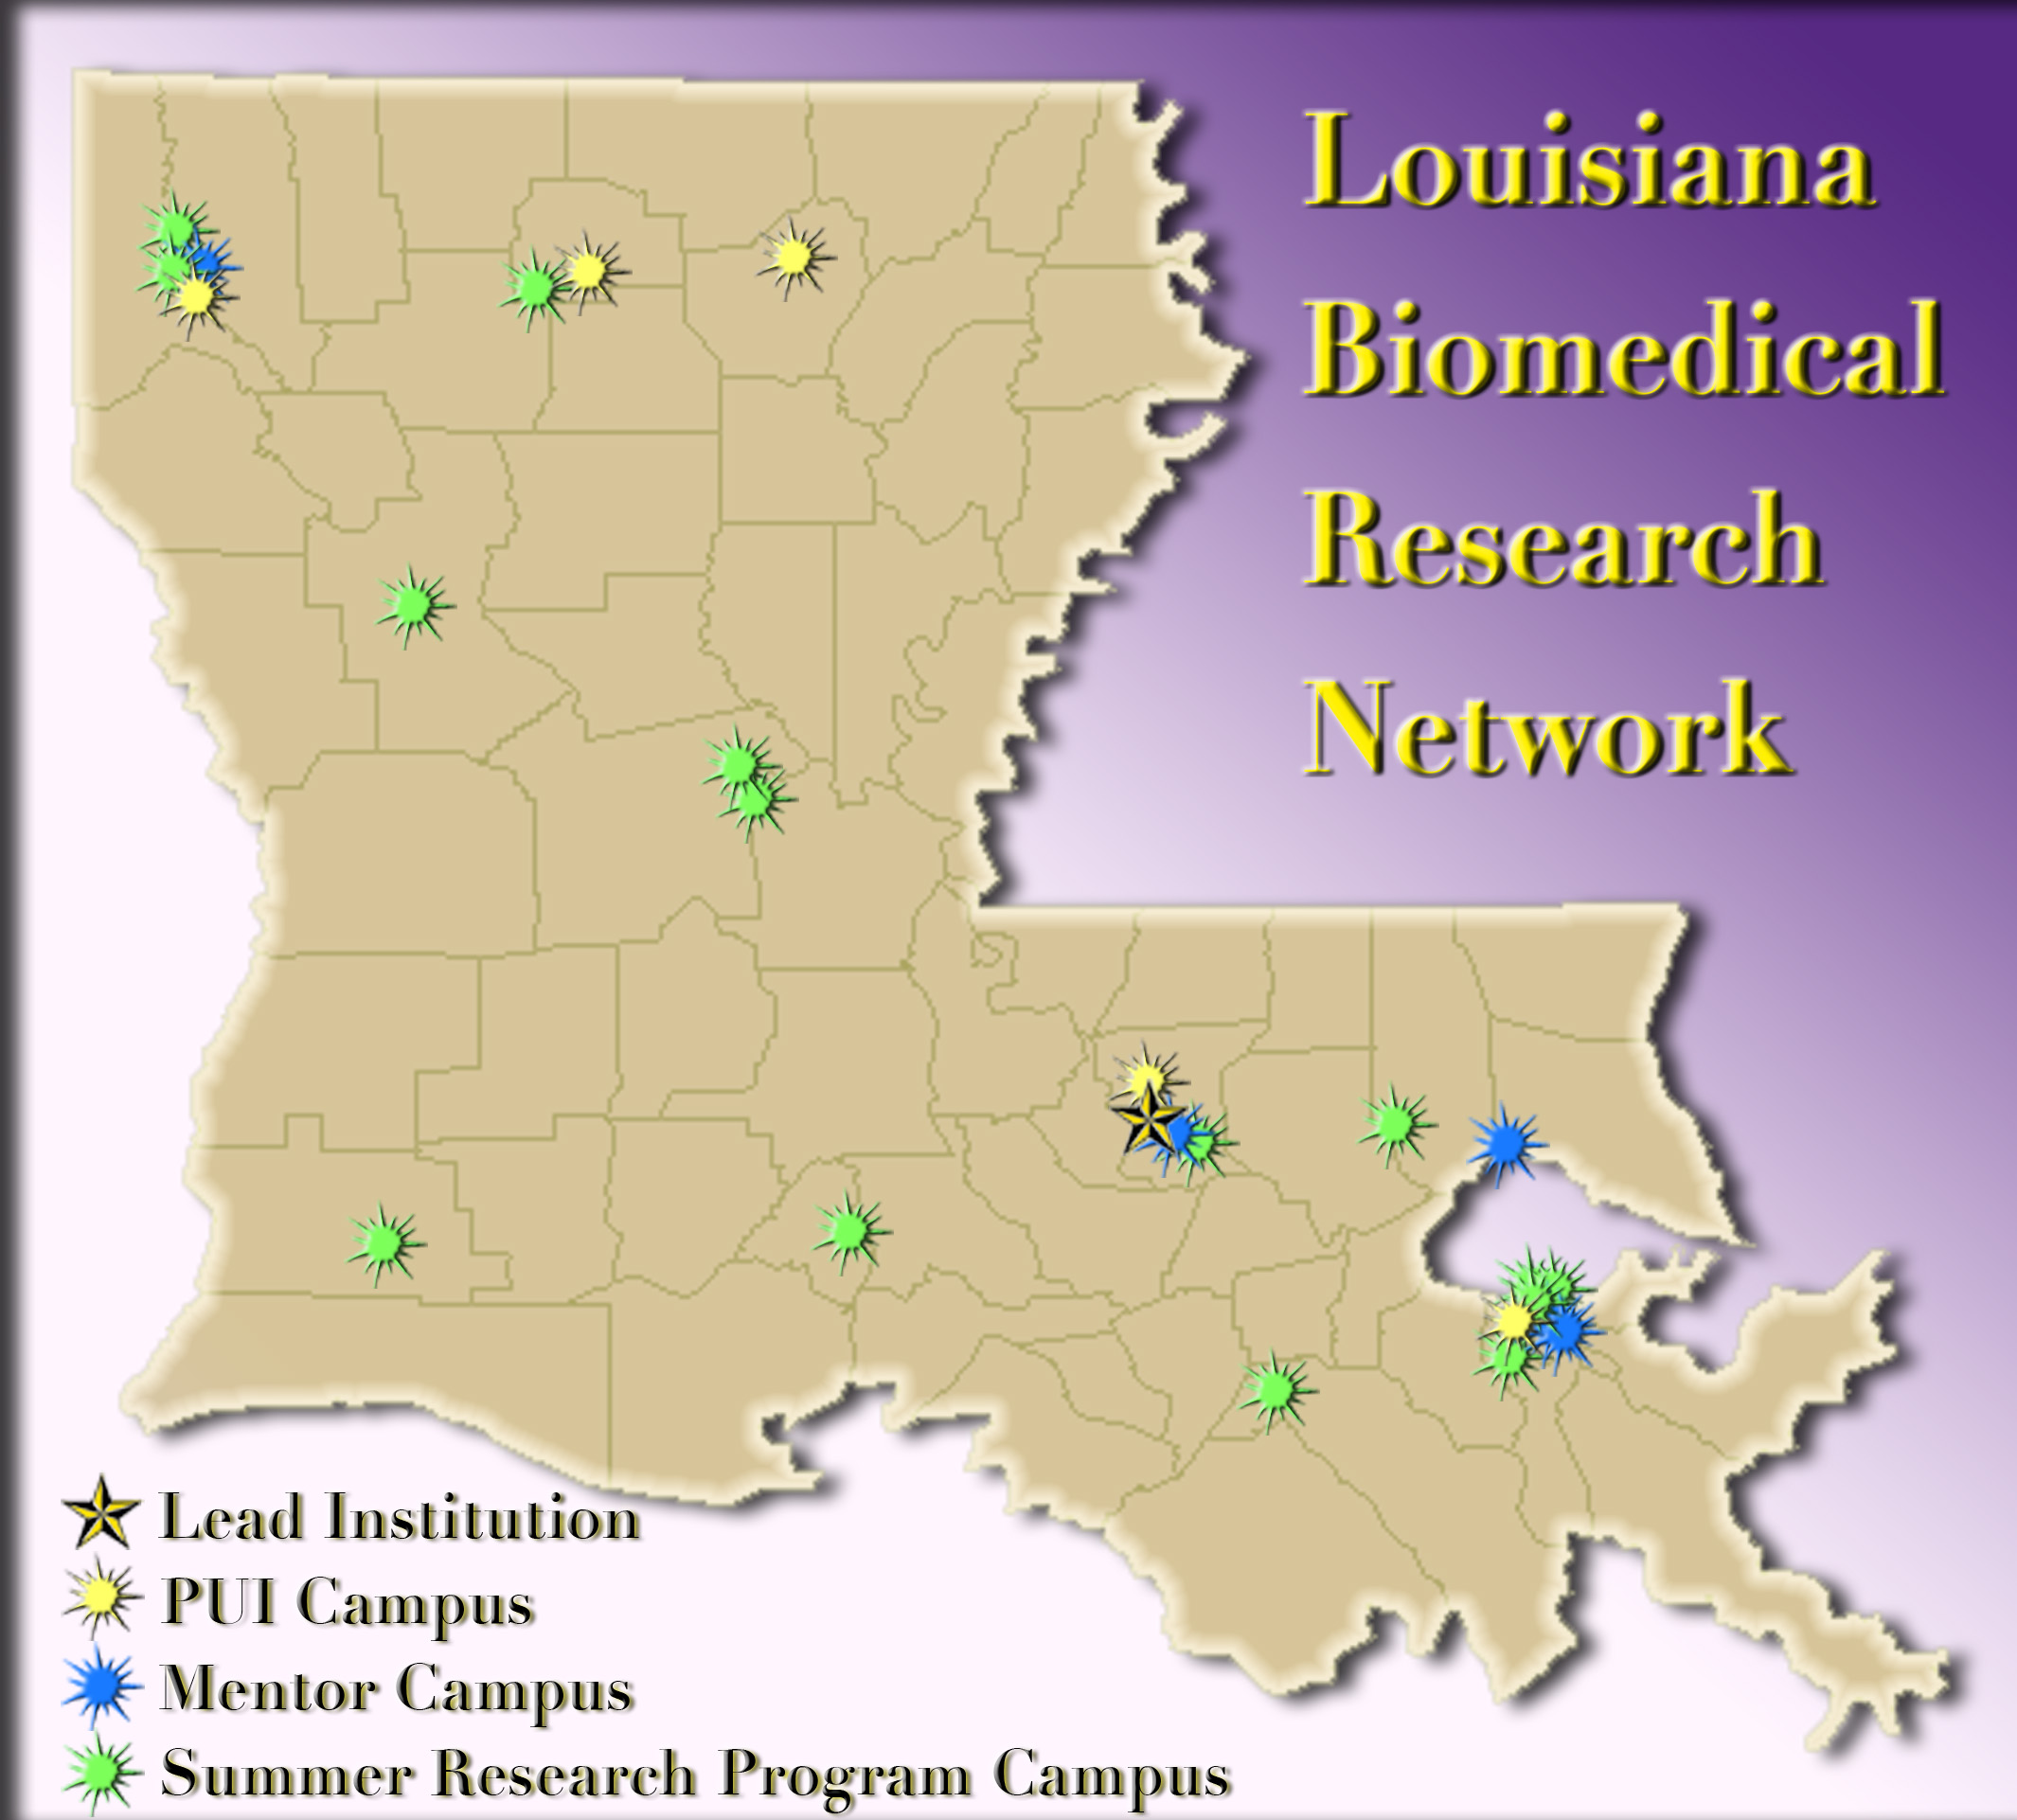 Louisiana
Biomedical
Research
Network
Lead Institution
PUI Campus
Mentor Campus
Summer Research Program Campus